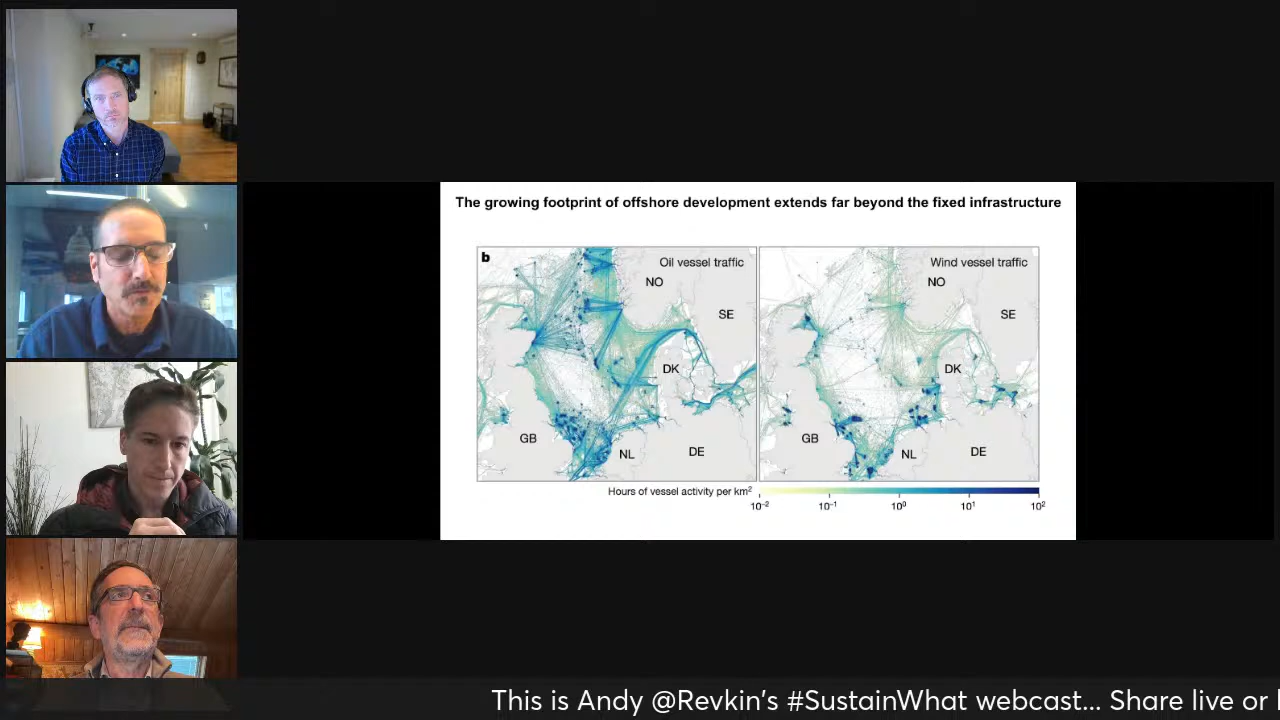 The growing footprint of offshore development extends far beyond the fixed infrastructure
b
Oil vessel traffic
NO
SE
DK
GB
NL
DE
Wind vessel traffic
NO
SE
DK
GB
NL
DE
Hours of vessel activity per km²
10⁻² 10⁻¹ 10⁰ 10¹ 10²
This is Andy @Revkin's #SustainWhat webcast... Share live or